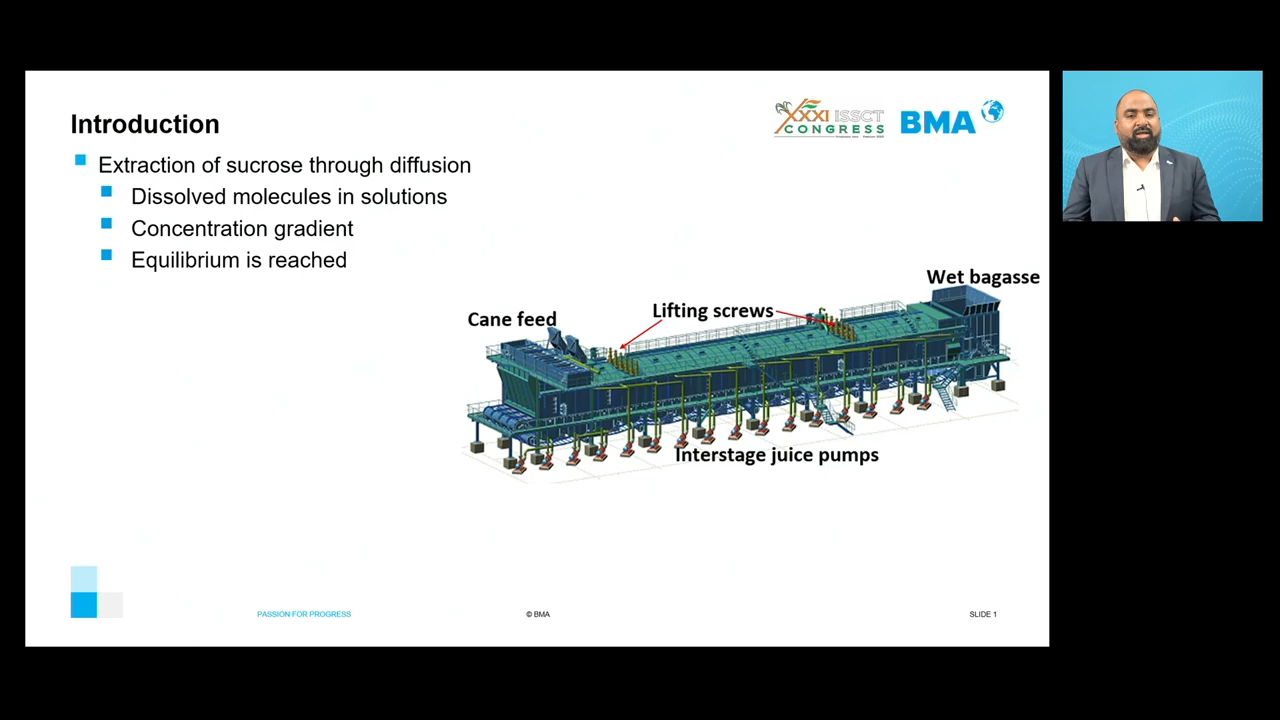 Introduction
XXXI ISSCT
CONGRESS
BMA
Extraction of sucrose through diffusion
Dissolved molecules in solutions
Concentration gradient
Equilibrium is reached
Wet bagasse
Lifting screws
Cane feed
Interstage juice pumps
PASSION FOR PROGRESS
© BMA
SLIDE 1